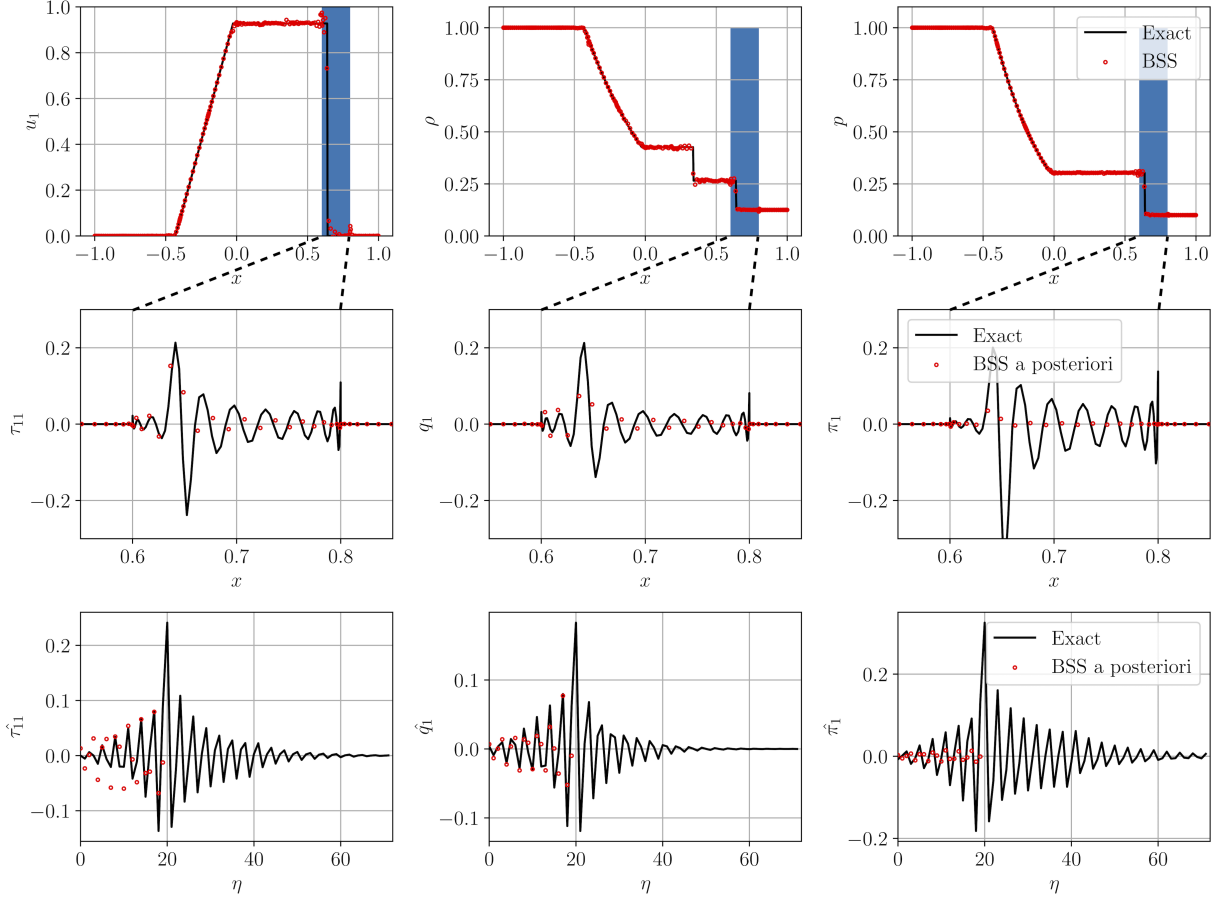 1.0
0.8
0.6
0.4
0.2
0.0
u₁
−1.0 −0.5 0.0 0.5 1.0
x
1.00
0.75
0.50
0.25
0.00
ρ
−1.0 −0.5 0.0 0.5 1.0
x
1.00
0.75
0.50
0.25
0.00
p
Exact
BSS
−1.0 −0.5 0.0 0.5 1.0
x
0.2
0.0
−0.2
τ₁₁
0.6 0.7 0.8
x
0.2
0.0
−0.2
q₁
0.6 0.7 0.8
x
0.2
0.0
−0.2
π₁
Exact
BSS a posteriori
0.6 0.7 0.8
x
0.2
0.1
0.0
−0.1
τ̂₁₁
0 20 40 60
η
0.1
0.0
−0.1
q̂₁
0 20 40 60
η
0.2
0.0
−0.2
π̂₁
Exact
BSS a posteriori
0 20 40 60
η